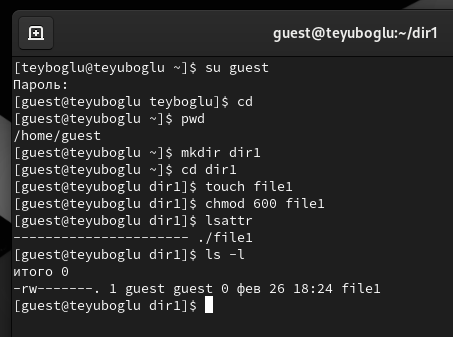 guest@teyuboglu:~/dir1
[teyboglu@teyuboglu ~]$ su guest
Пароль:
[guest@teyuboglu teyboglu]$ cd
[guest@teyuboglu ~]$ pwd
/home/guest
[guest@teyuboglu ~]$ mkdir dir1
[guest@teyuboglu ~]$ cd dir1
[guest@teyuboglu dir1]$ touch file1
[guest@teyuboglu dir1]$ chmod 600 file1
[guest@teyuboglu dir1]$ lsattr
---------------------- ./file1
[guest@teyuboglu dir1]$ ls -l
итого 0
-rw-------. 1 guest guest 0 фев 26 18:24 file1
[guest@teyuboglu dir1]$